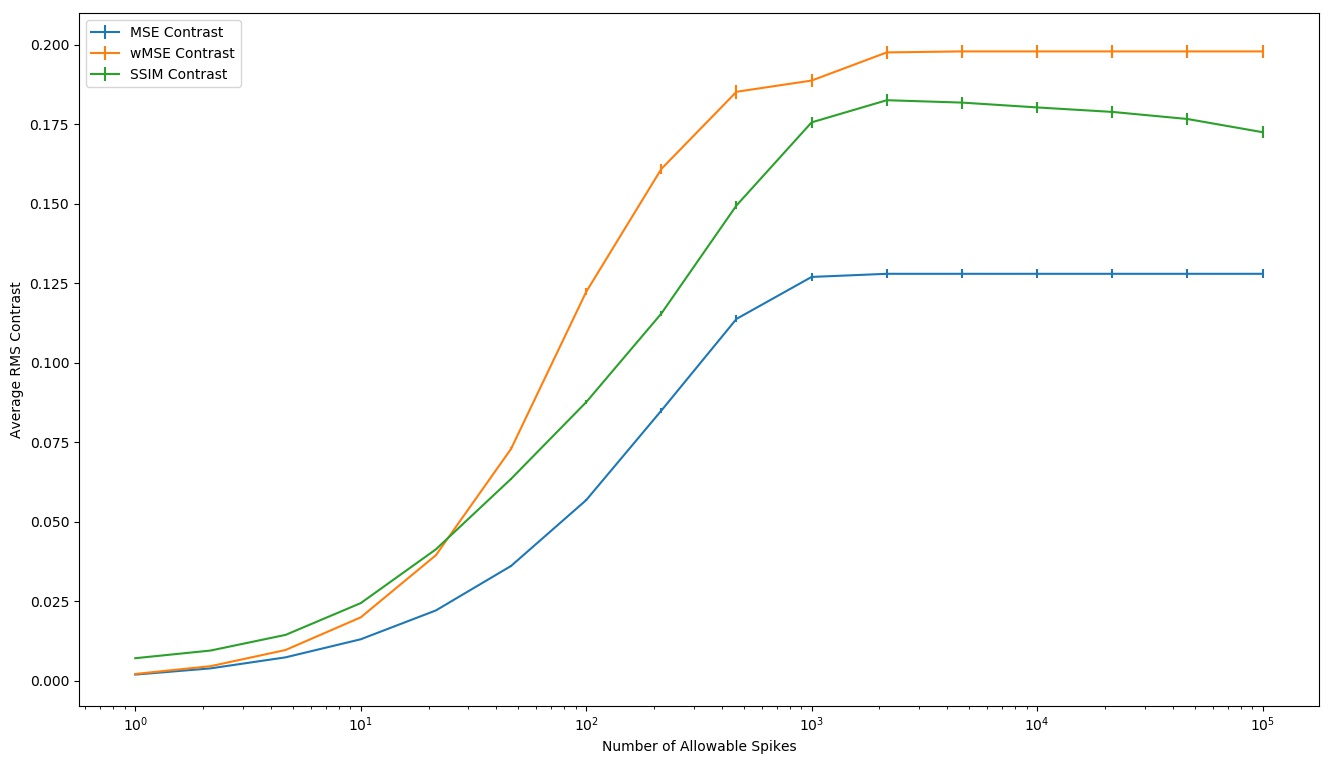 MSE Contrast
wMSE Contrast
SSIM Contrast
Average RMS Contrast
0.200
0.175
0.150
0.125
0.100
0.075
0.050
0.025
0.000
10⁰ 10¹ 10² 10³ 10⁴ 10⁵
Number of Allowable Spikes